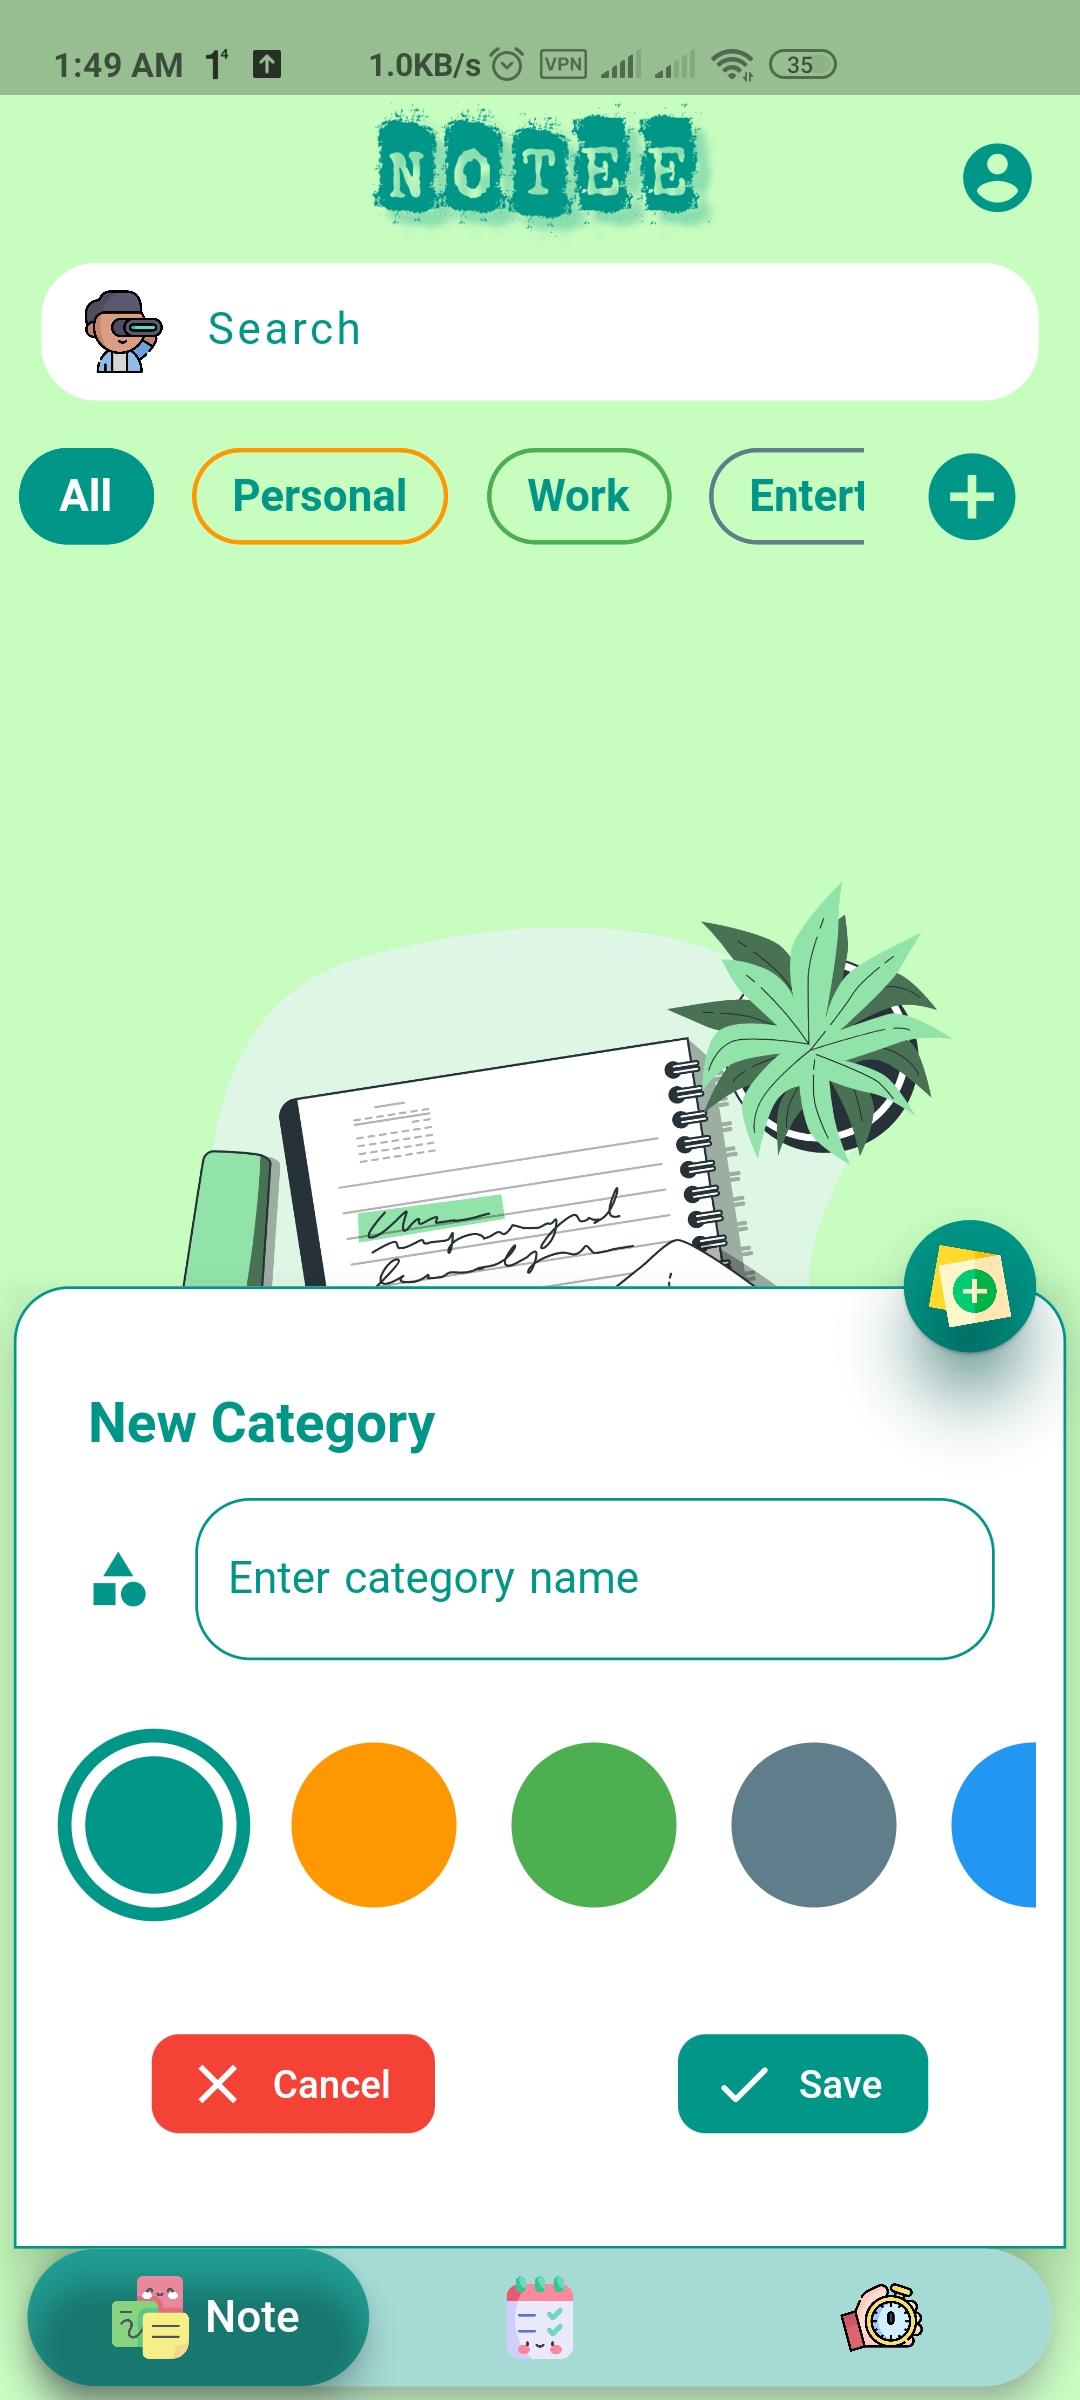 1:49 AM 1.0KB/s VPN 35
NOTEE
Search
All Personal Work Entert
New Category
Enter category name
Cancel Save
Note